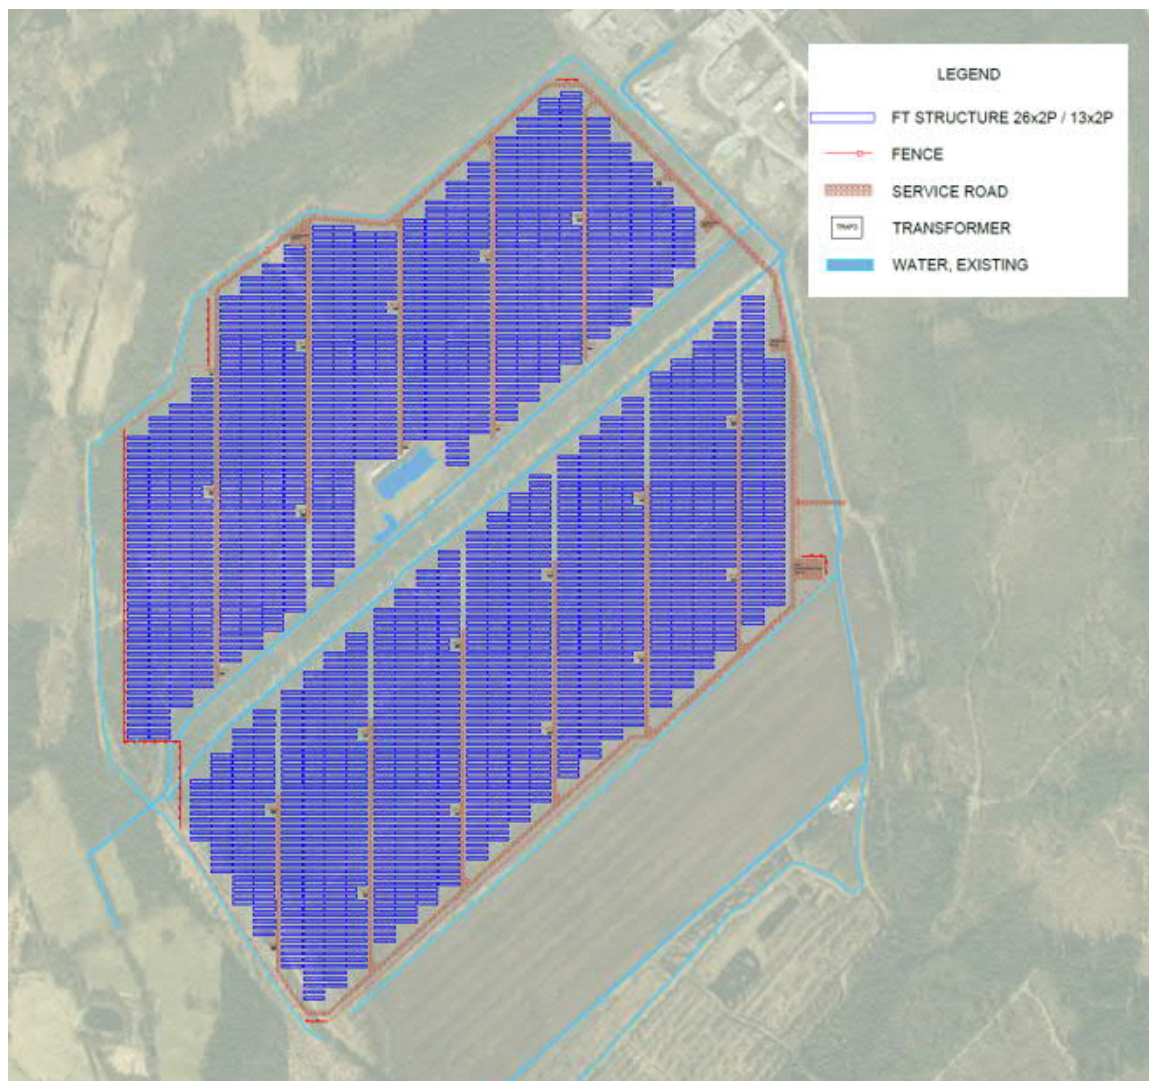 LEGEND
FT STRUCTURE 26x2P / 13x2P
FENCE
SERVICE ROAD
TRAFO
TRANSFORMER
WATER, EXISTING